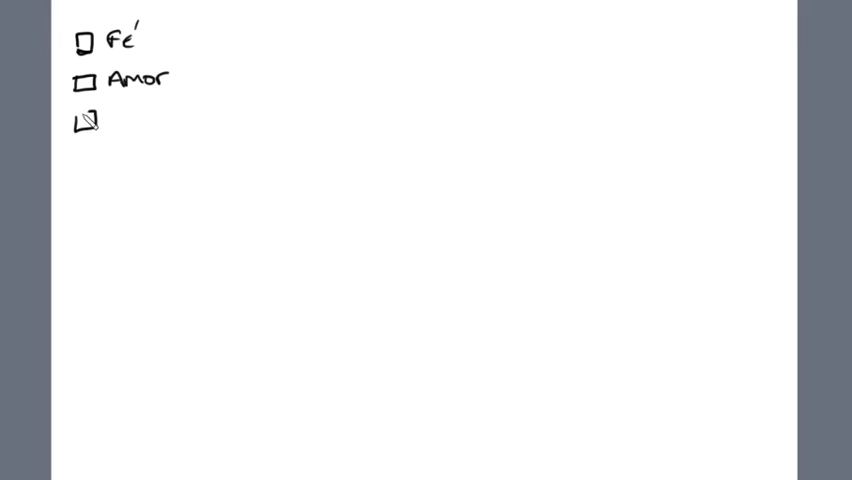 ☐ Fé
☐ Amor
☐